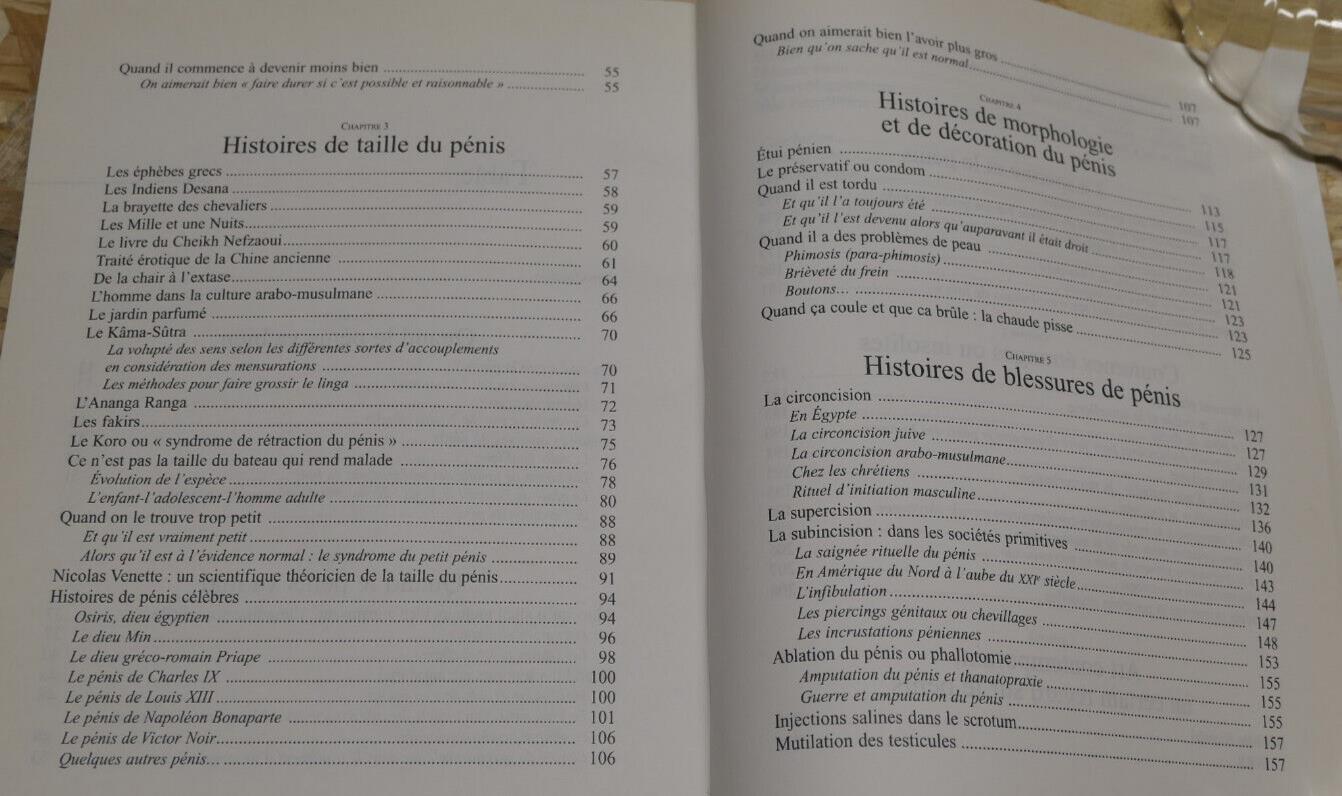 Quand il commence à devenir moins bien 55
On aimerait bien « faire durer si c'est possible et raisonnable » 55
CHAPITRE 3
Histoires de taille du pénis
Les éphèbes grecs 57
Les Indiens Desana 58
La brayette des chevaliers 59
Les Mille et une Nuits 59
Le livre du Cheikh Nefzaoui 60
Traité érotique de la Chine ancienne 61
De la chair à l'extase 64
L'homme dans la culture arabo-musulmane 66
Le jardin parfumé 66
Le Kâma-Sûtra 70
La volupté des sens selon les différentes sortes d'accouplements
en considération des mensurations 70
Les méthodes pour faire grossir le linga 71
L'Ananga Ranga 72
Les fakirs 73
Le Koro ou « syndrome de rétraction du pénis » 75
Ce n'est pas la taille du bateau qui rend malade 76
Évolution de l'espèce 78
L'enfant-l'adolescent-l'homme adulte 80
Quand on le trouve trop petit 88
Et qu'il est vraiment petit 88
Alors qu'il est à l'évidence normal : le syndrome du petit pénis 89
Nicolas Venette : un scientifique théoricien de la taille du pénis 91
Histoires de pénis célèbres 94
Osiris, dieu égyptien 94
Le dieu Min 96
Le dieu gréco-romain Priape 98
Le pénis de Charles IX 100
Le pénis de Louis XIII 100
Le pénis de Napoléon Bonaparte 101
Le pénis de Victor Noir 106
Quelques autres pénis... 106
Quand on aimerait bien l'avoir plus gros 107
Bien qu'on sache qu'il est normal 107
CHAPITRE 4
Histoires de morphologie
et de décoration du pénis
Étui pénien 113
Le préservatif ou condom 115
Quand il est tordu 117
Et qu'il l'a toujours été 117
Et qu'il l'est devenu alors qu'auparavant il était droit 118
Quand il a des problèmes de peau 121
Phimosis (para-phimosis) 121
Brièveté du frein 123
Boutons... 123
Quand ça coule et que ca brûle : la chaude pisse 125
CHAPITRE 5
Histoires de blessures de pénis
La circoncision 127
En Égypte 127
La circoncision juive 129
La circoncision arabo-musulmane 131
Chez les chrétiens 132
Rituel d'initiation masculine 136
La supercision 140
La subincision : dans les sociétés primitives 140
La saignée rituelle du pénis 143
En Amérique du Nord à l'aube du XXIe siècle 144
L'infibulation 147
Les piercings génitaux ou chevillages 148
Les incrustations péniennes 153
Ablation du pénis ou phallotomie 155
Amputation du pénis et thanatopraxie 155
Guerre et amputation du pénis 155
Injections salines dans le scrotum 157
Mutilation des testicules 157